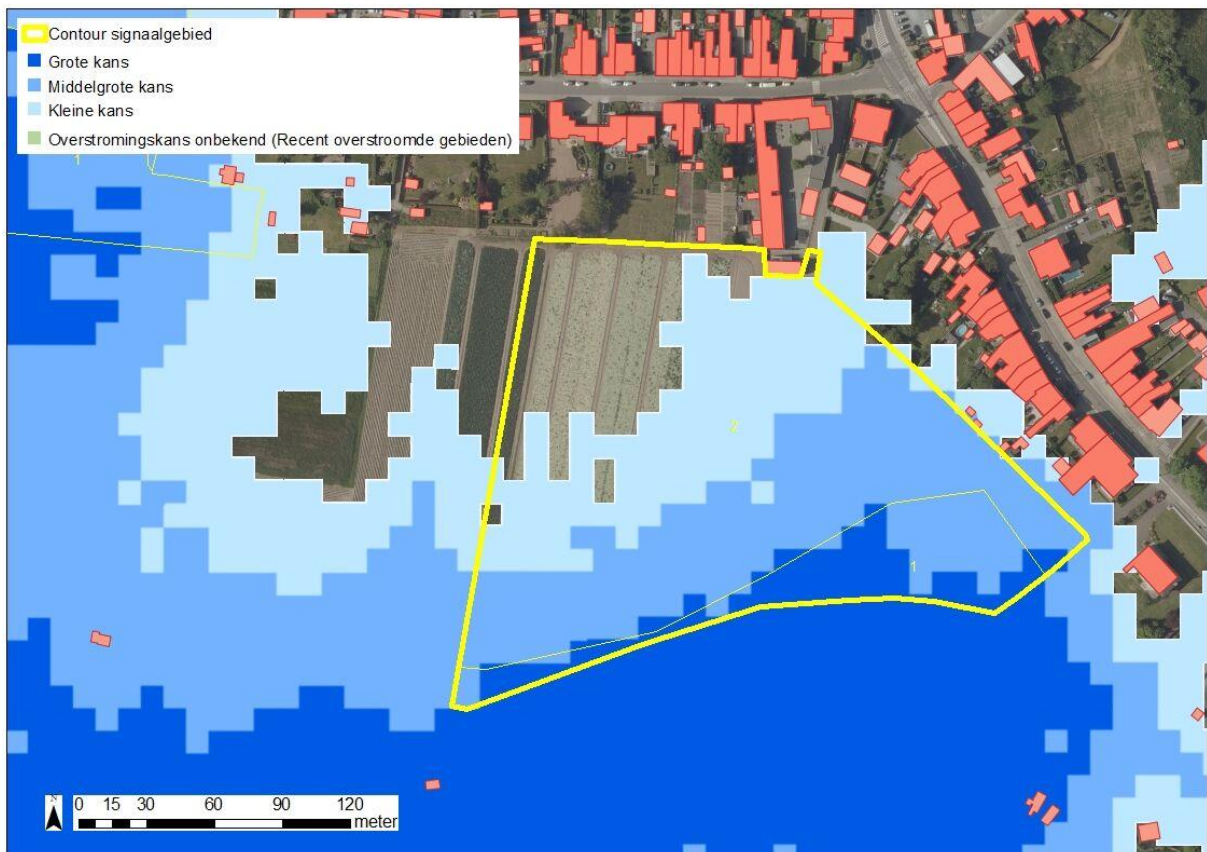 Contour signaalgebied
Grote kans
Middelgrote kans
Kleine kans
Overstromingskans onbekend (Recent overstroomde gebieden)
1
2
1
N
0 15 30 60 90 120
meter